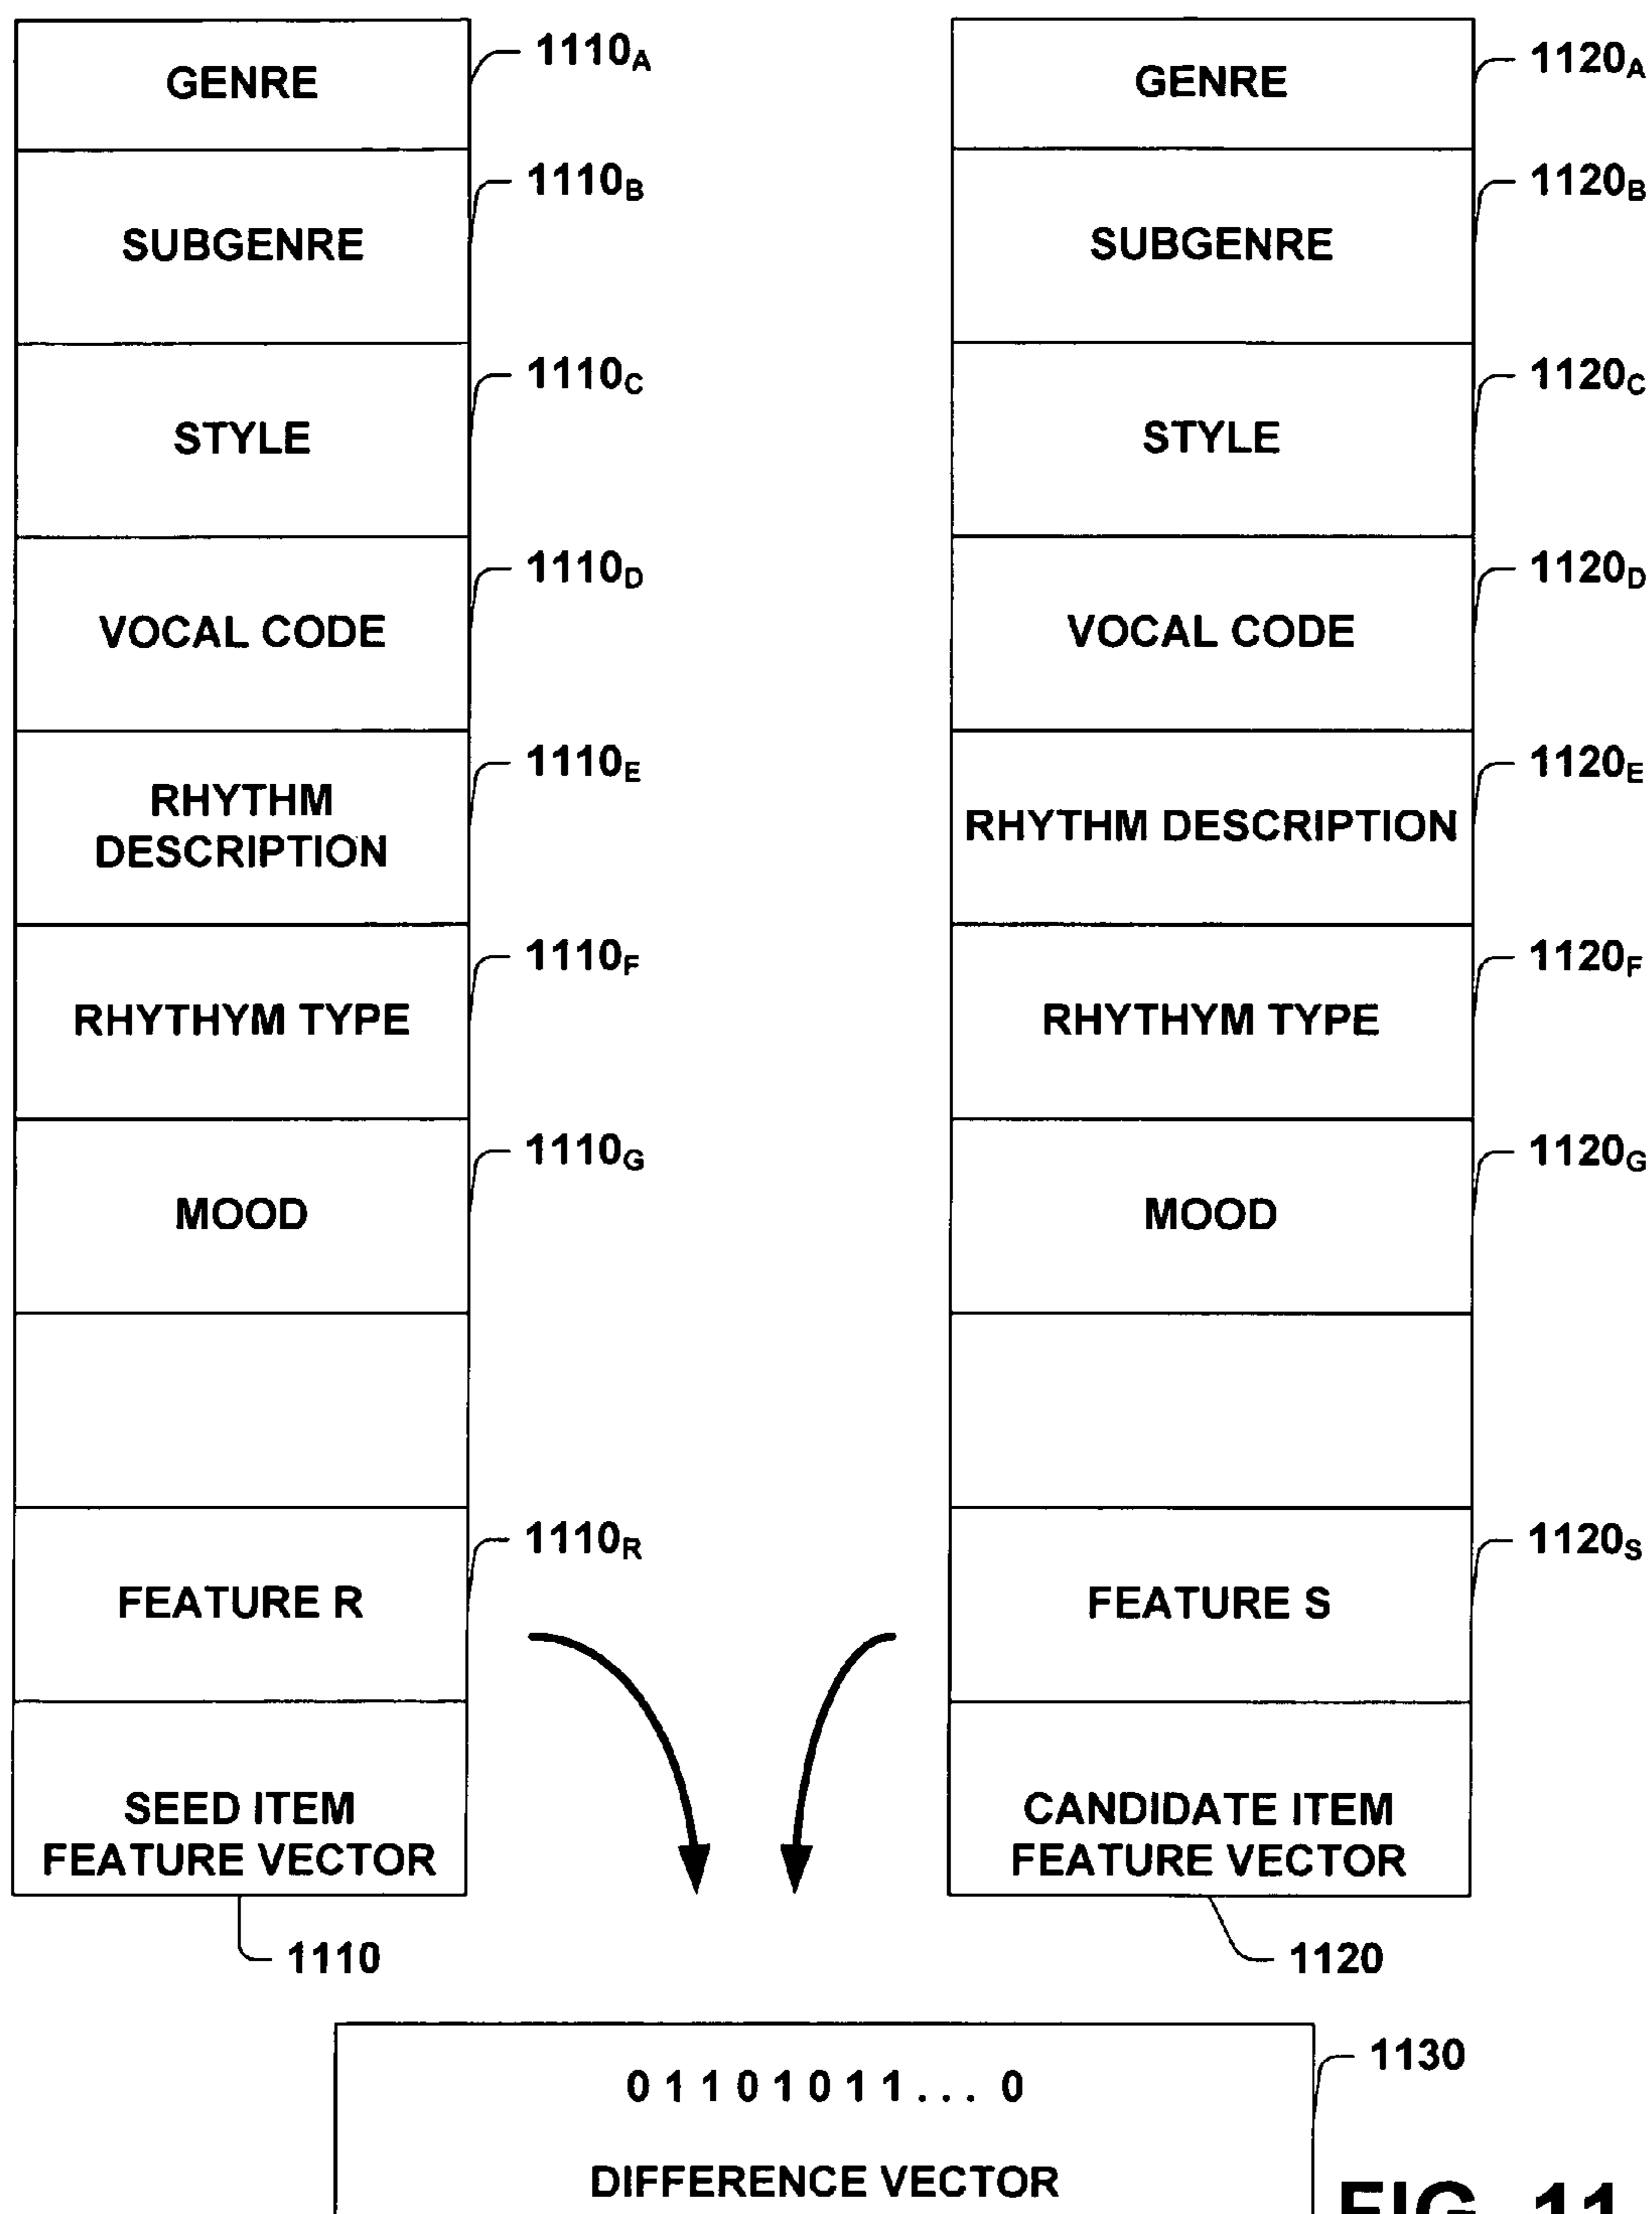 GENRE
1110A
SUBGENRE
1110B
STYLE
1110C
VOCAL CODE
1110D
RHYTHM
DESCRIPTION
1110E
RHYTHYM TYPE
1110F
MOOD
1110G
FEATURE R
1110R
SEED ITEM
FEATURE VECTOR
1110
GENRE
1120A
SUBGENRE
1120B
STYLE
1120C
VOCAL CODE
1120D
RHYTHM DESCRIPTION
1120E
RHYTHYM TYPE
1120F
MOOD
1120G
FEATURE S
1120S
CANDIDATE ITEM
FEATURE VECTOR
1120
0 1 1 0 1 0 1 1 . . . 0
1130
DIFFERENCE VECTOR
FIG. 11